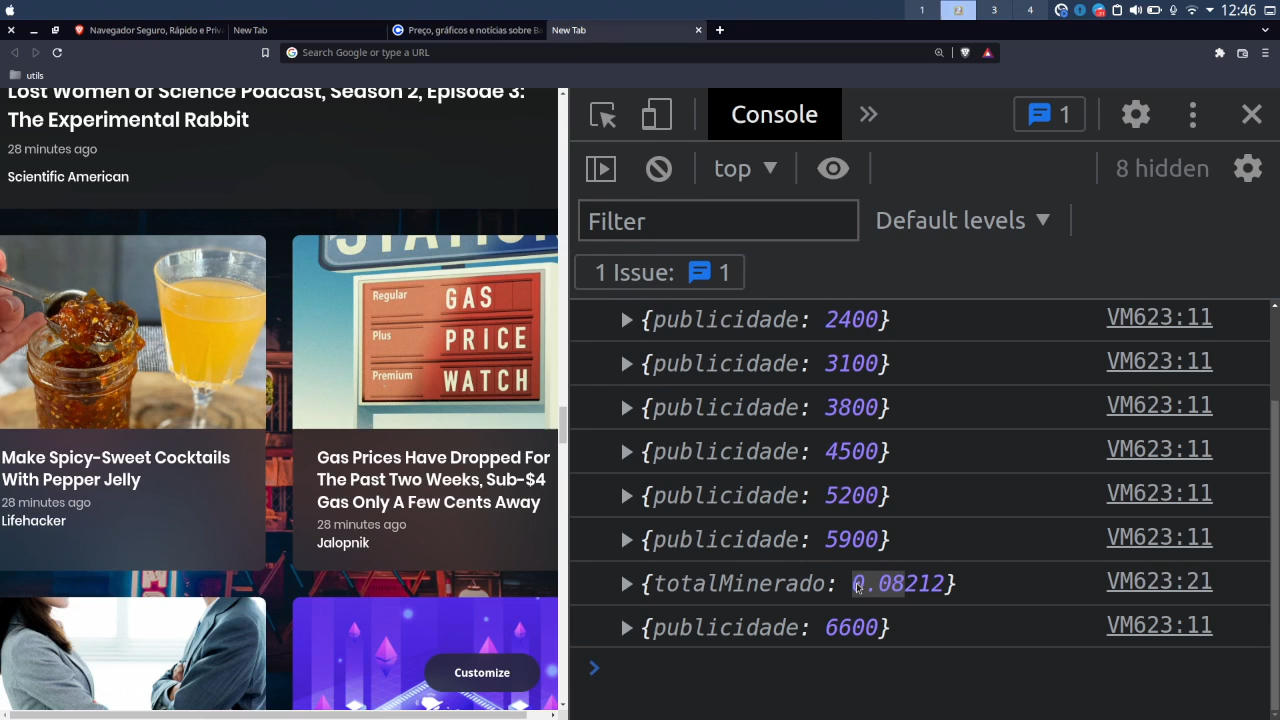 1
2
3
4
12:46
Navegador Seguro, Rápido e Priv
New Tab
Preço, gráficos e notícias sobre Ba
New Tab
Search Google or type a URL
utils
Lost Women of Science Podcast, Season 2, Episode 3:
The Experimental Rabbit
28 minutes ago
Scientific American
STATION
Regular GAS
Plus PRICE
Premium WATCH
Make Spicy-Sweet Cocktails
With Pepper Jelly
28 minutes ago
Lifehacker
Gas Prices Have Dropped For
The Past Two Weeks, Sub-$4
Gas Only A Few Cents Away
28 minutes ago
Jalopnik
Customize
Console
1
top
8 hidden
Filter
Default levels
1 Issue: 1
{publicidade: 2400} VM623:11
{publicidade: 3100} VM623:11
{publicidade: 3800} VM623:11
{publicidade: 4500} VM623:11
{publicidade: 5200} VM623:11
{publicidade: 5900} VM623:11
{totalMinerado: 0.08212} VM623:21
{publicidade: 6600} VM623:11